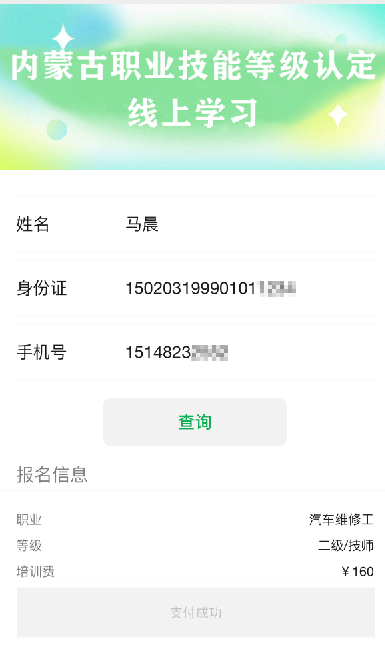 内蒙古职业技能等级认定
线上学习
姓名 马晨
身份证 15020319990101
手机号 1514823
查询
报名信息
职业 汽车维修工
等级 二级/技师
培训费 ￥160
支付成功